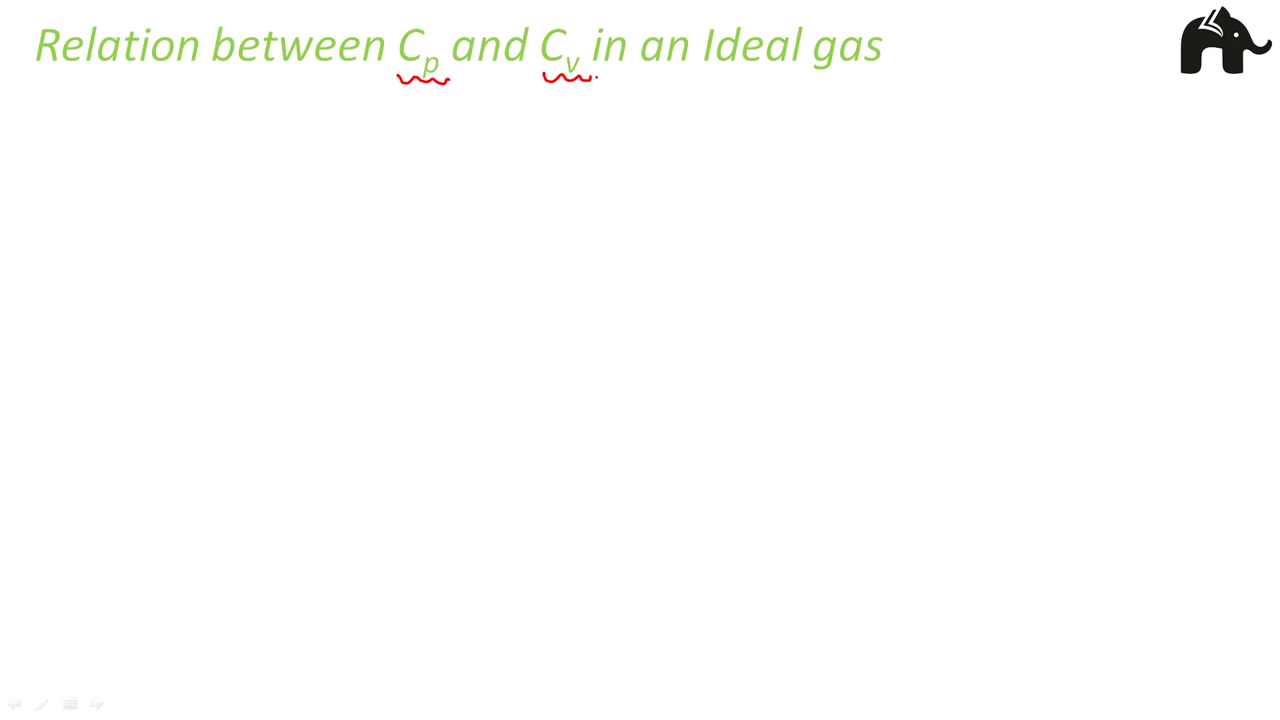 Relation between Cp and Cv in an Ideal gas